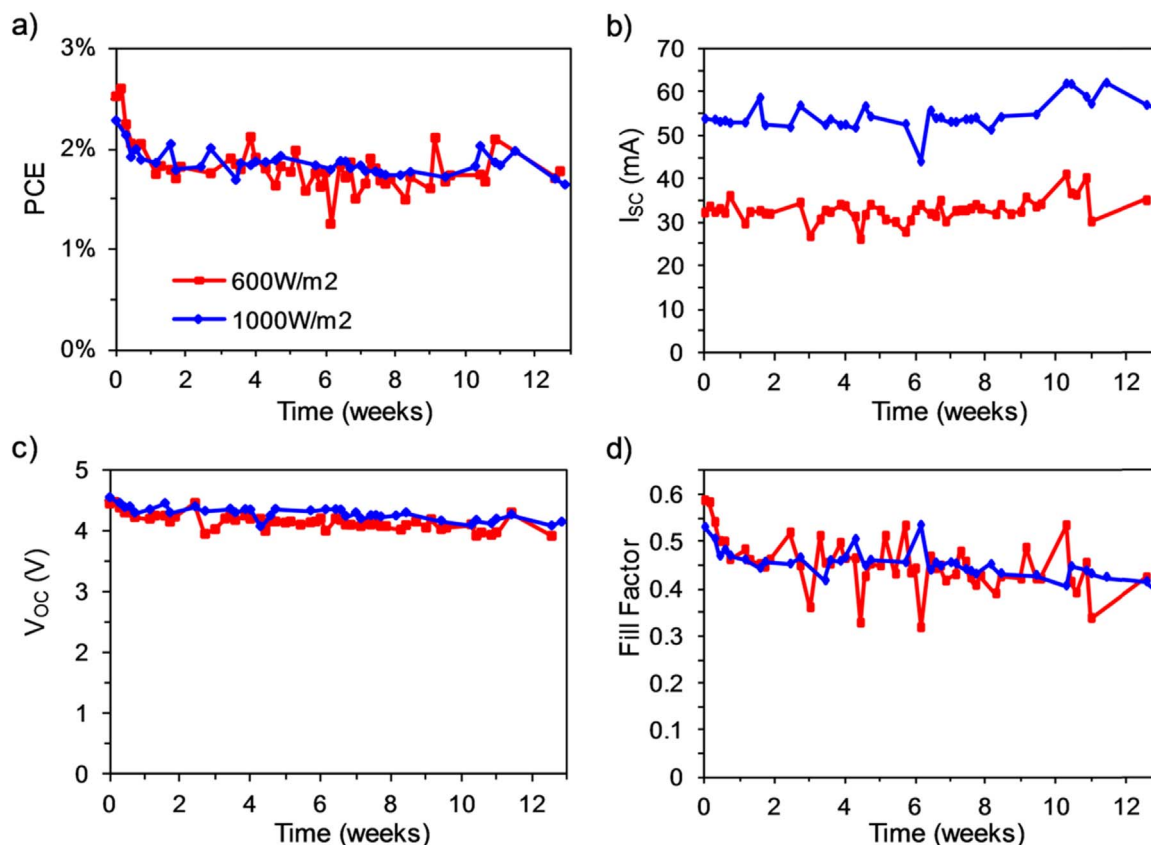 a)
3%
2%
1%
0%
PCE
600W/m2
1000W/m2
0 2 4 6 8 10 12
Time (weeks)
b)
70
60
50
40
30
20
10
0
I_SC (mA)
0 2 4 6 8 10 12
Time (weeks)
c)
5
4
3
2
1
0
V_OC (V)
0 2 4 6 8 10 12
Time (weeks)
d)
0.6
0.5
0.4
0.3
0.2
0.1
0
Fill Factor
0 2 4 6 8 10 12
Time (weeks)